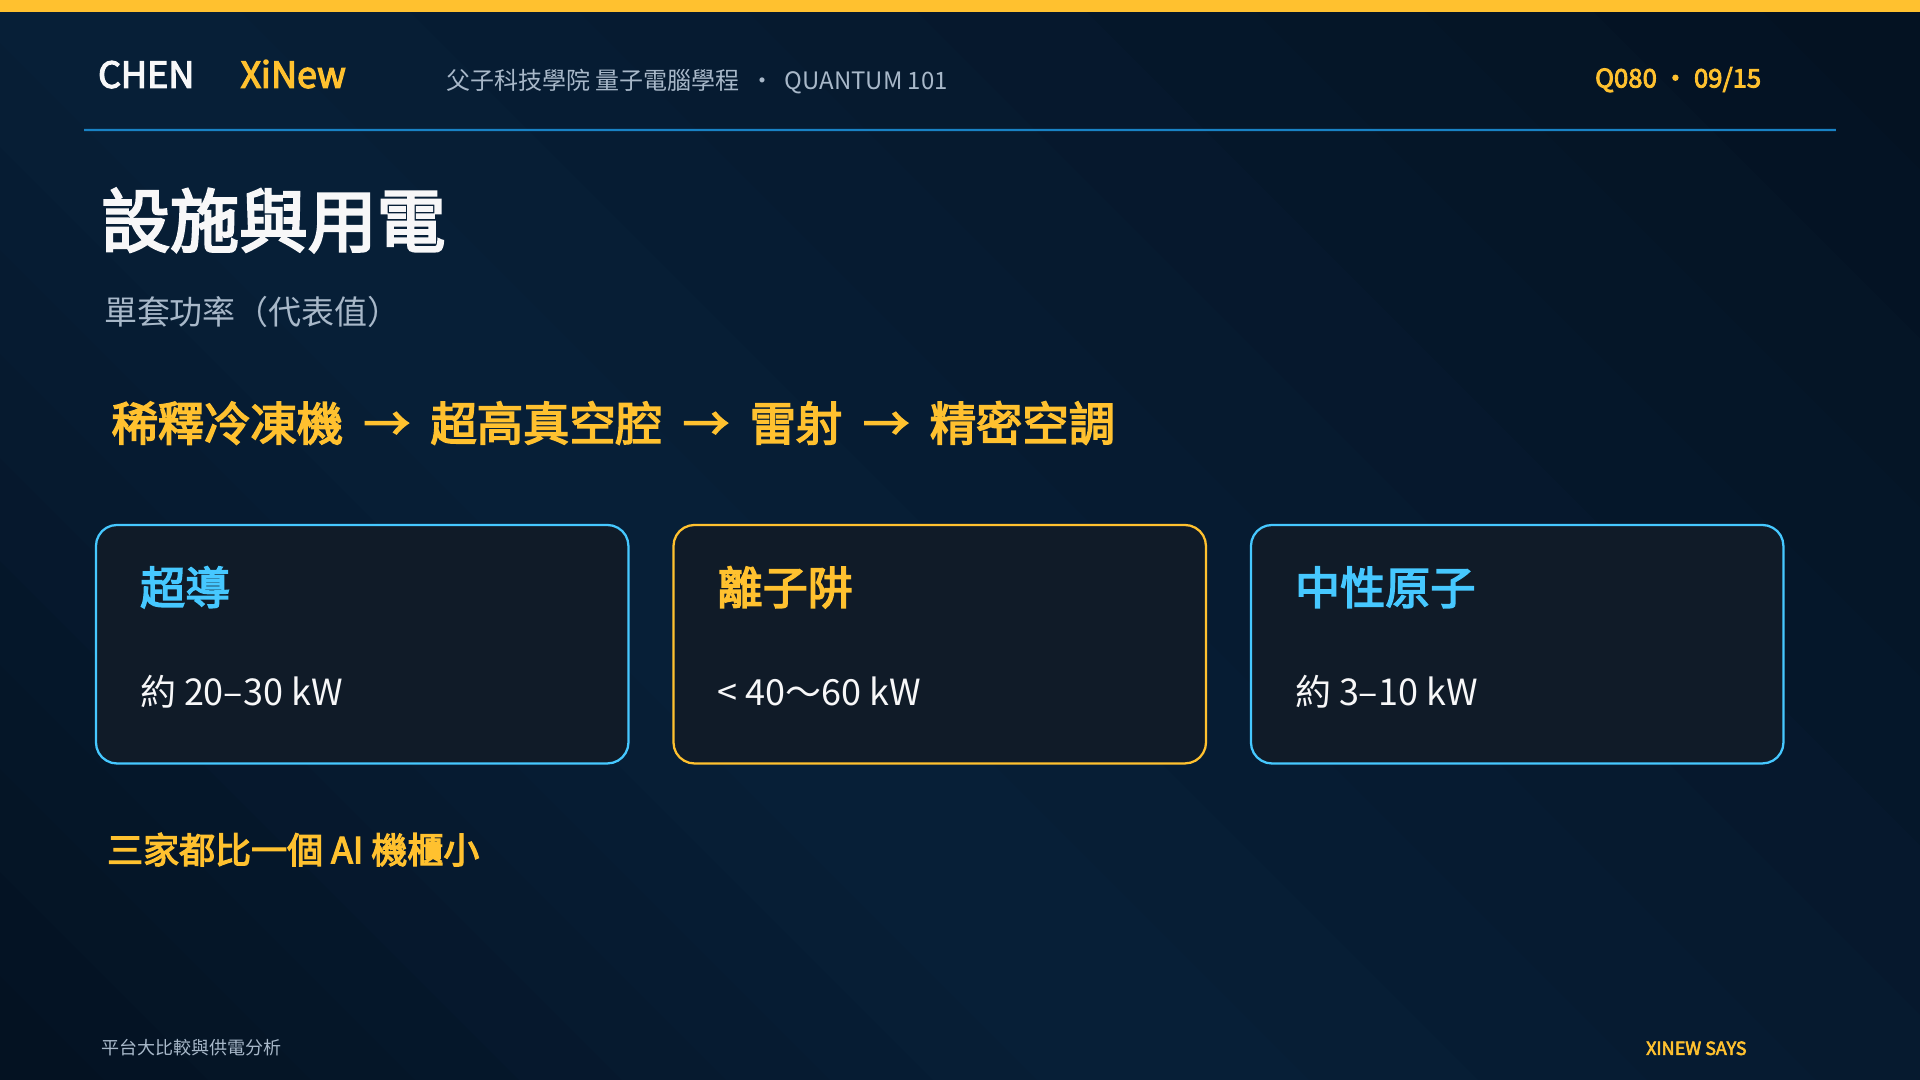 CHEN XiNew 父子科技學院 量子電腦學程 • QUANTUM 101 Q080 • 09/15
設施與用電
單套功率（代表值）
稀釋冷凍機 → 超高真空腔 → 雷射 → 精密空調
超導
約 20–30 kW
離子阱
< 40～60 kW
中性原子
約 3–10 kW
三家都比一個 AI 機櫃小
平台大比較與供電分析
XINEW SAYS